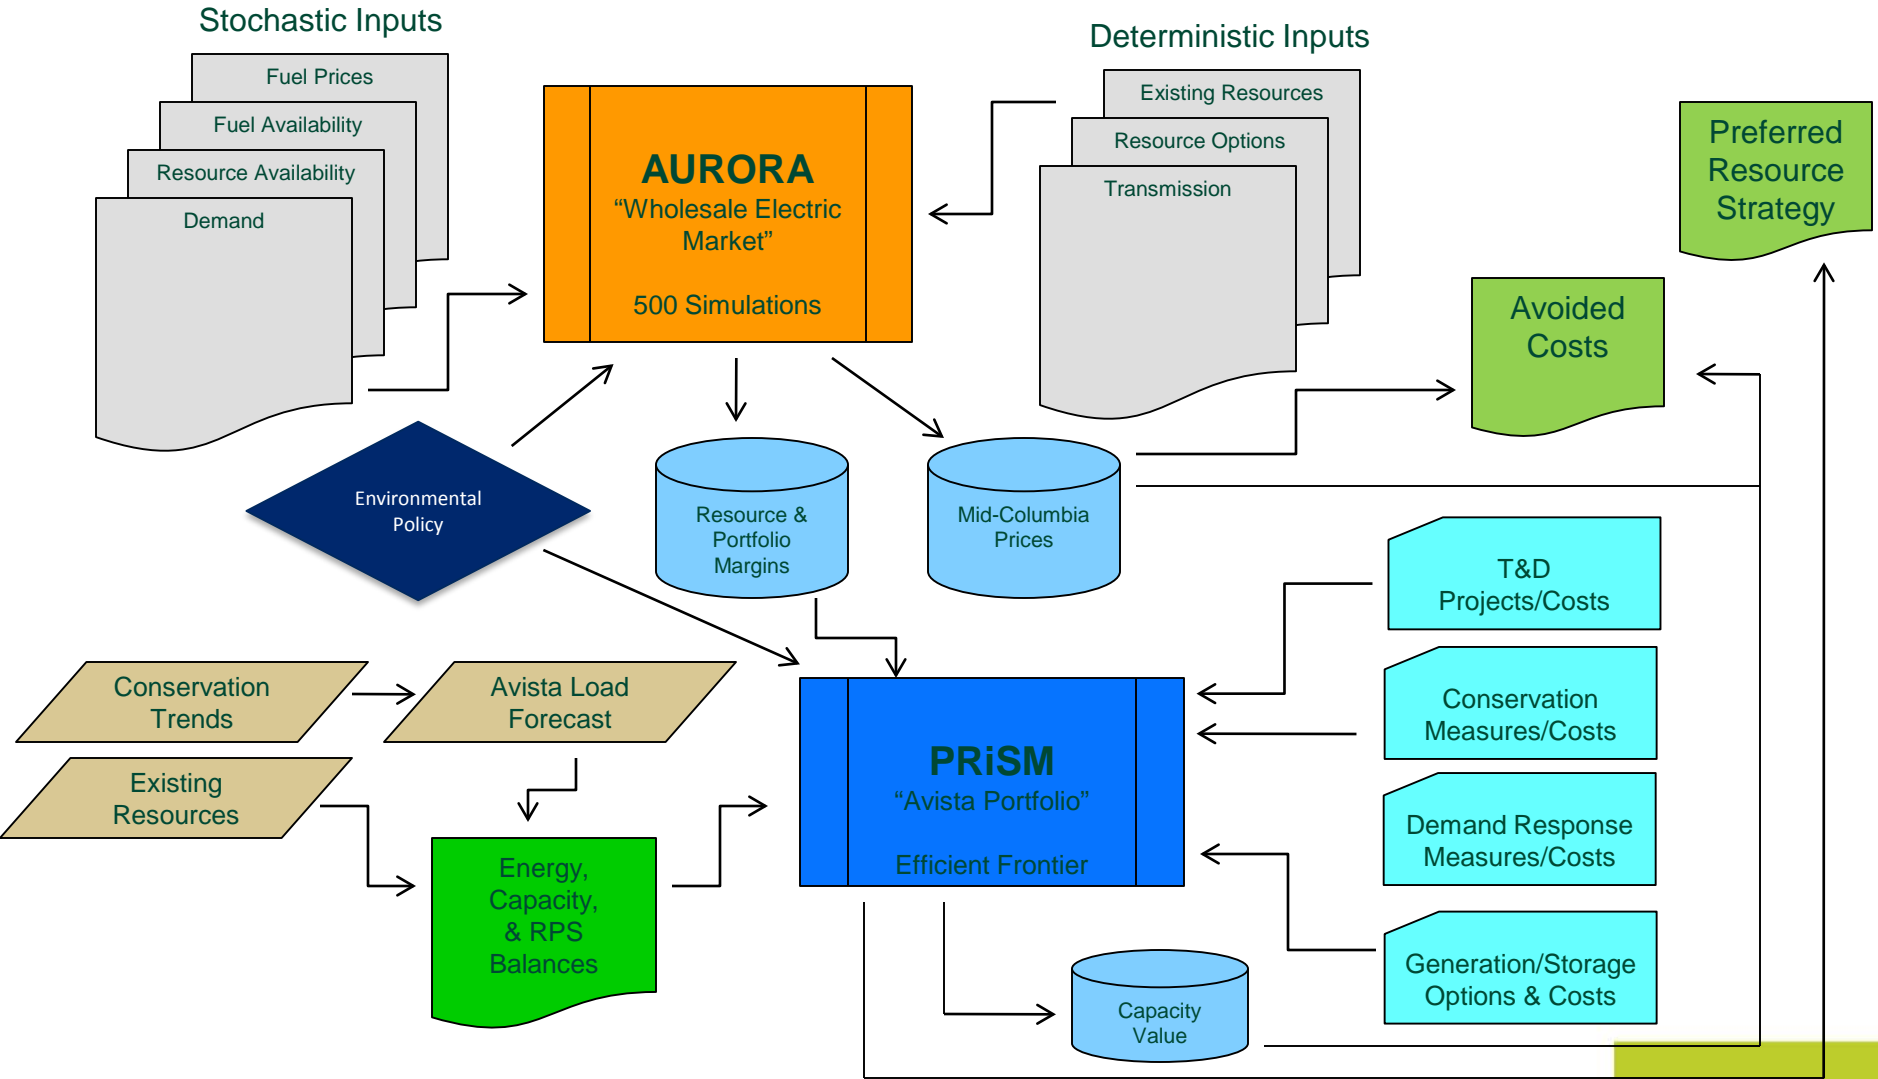 Stochastic Inputs
Deterministic Inputs
Fuel Prices
Fuel Availability
Resource Availability
Demand
AURORA
“Wholesale Electric
Market”
500 Simulations
Existing Resources
Resource Options
Transmission
Preferred
Resource
Strategy
Avoided
Costs
Environmental
Policy
Resource &
Portfolio
Margins
Mid-Columbia
Prices
T&D
Projects/Costs
Conservation
Trends
Avista Load
Forecast
Conservation
Measures/Costs
Existing
Resources
PRiSM
“Avista Portfolio”
Efficient Frontier
Demand Response
Measures/Costs
Energy,
Capacity,
& RPS
Balances
Generation/Storage
Options & Costs
Capacity
Value